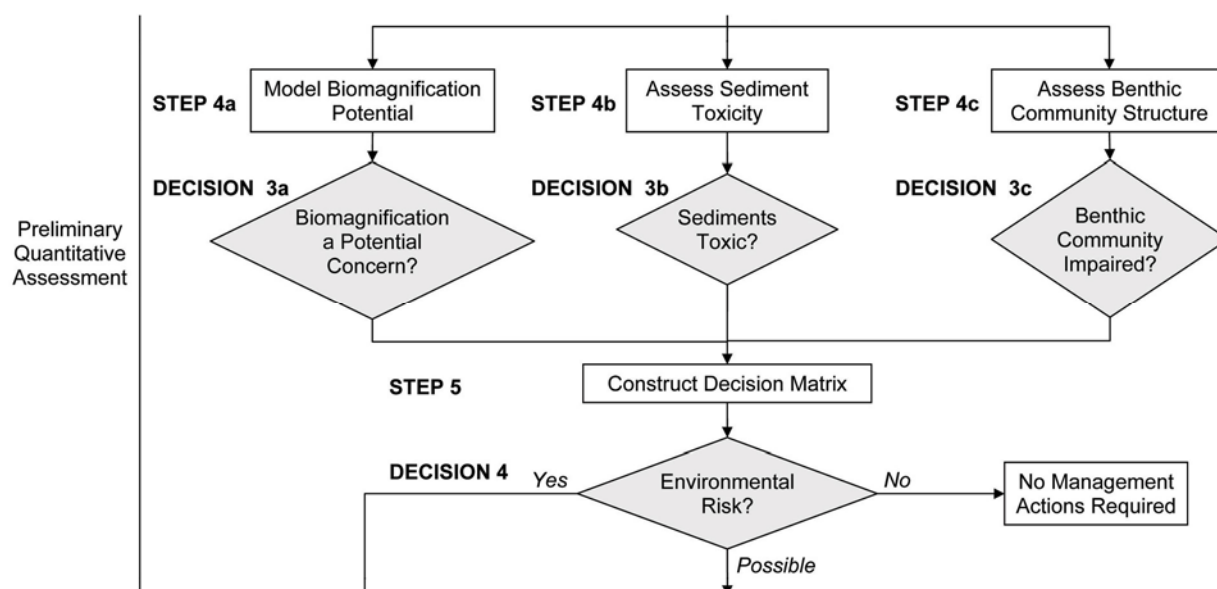 STEP 4a
Model Biomagnification
Potential
STEP 4b
Assess Sediment
Toxicity
STEP 4c
Assess Benthic
Community Structure
DECISION 3a
Biomagnification
a Potential
Concern?
DECISION 3b
Sediments
Toxic?
DECISION 3c
Benthic
Community
Impaired?
Preliminary
Quantitative
Assessment
STEP 5
Construct Decision Matrix
DECISION 4
Yes
Environmental
Risk?
No
No Management
Actions Required
Possible